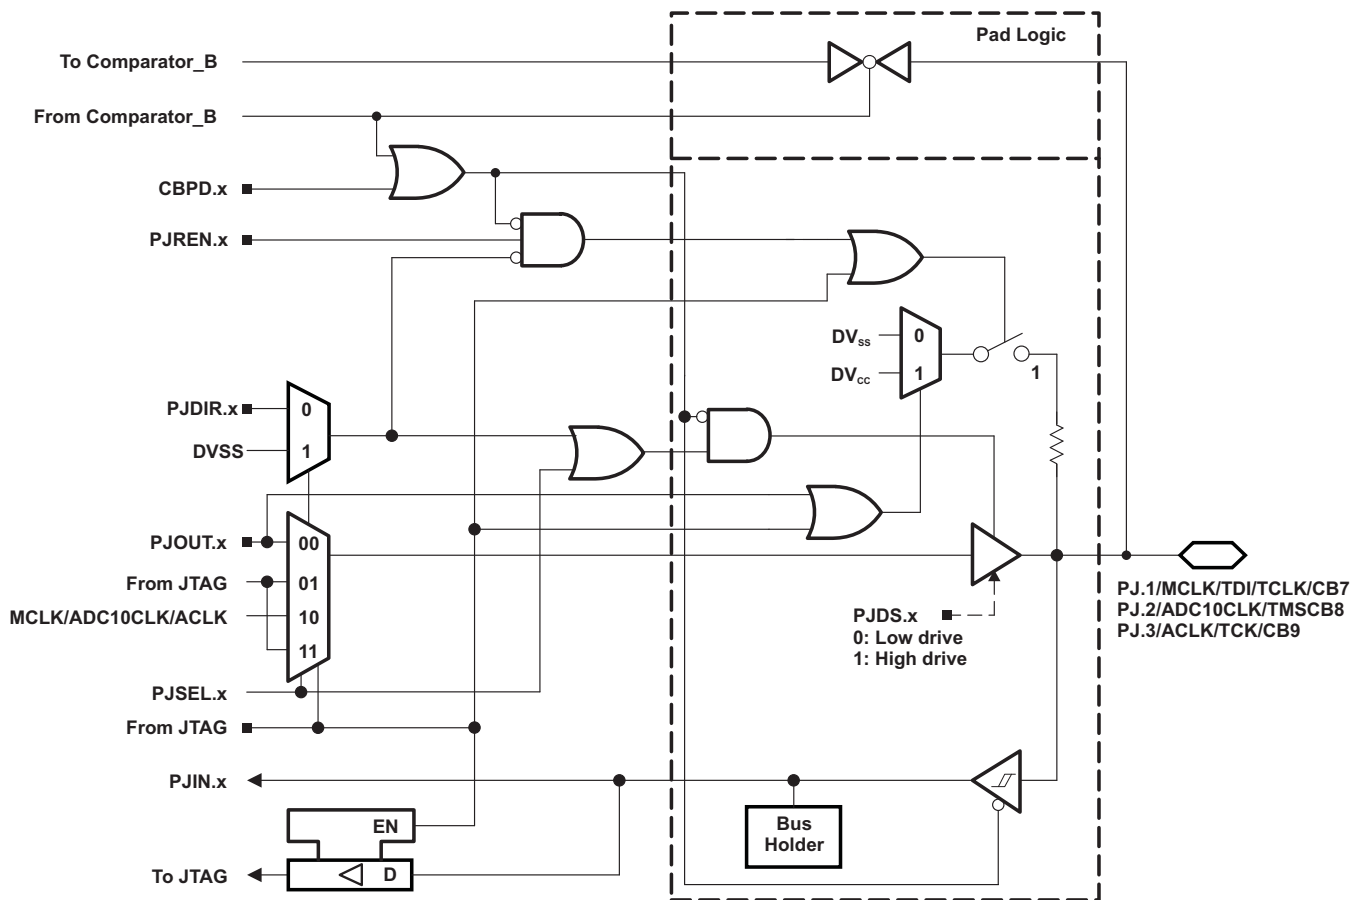 Pad Logic
To Comparator_B
From Comparator_B
CBPD.x
PJREN.x
DVSS
0
DVCC
1
1
PJDIR.x
0
DVSS
1
PJOUT.x
00
From JTAG
01
MCLK/ADC10CLK/ACLK
10
11
PJDS.x
0: Low drive
1: High drive
PJ.1/MCLK/TDI/TCLK/CB7
PJ.2/ADC10CLK/TMSCB8
PJ.3/ACLK/TCK/CB9
PJSEL.x
From JTAG
PJIN.x
Bus
Holder
EN
To JTAG
D